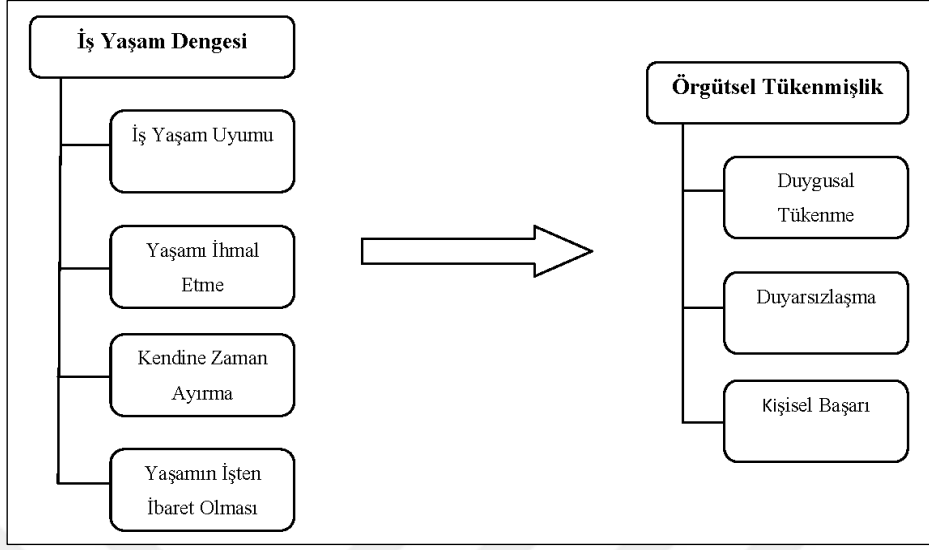 İş Yaşam Dengesi
İş Yaşam Uyumu
Yaşamı İhmal
Etme
Kendine Zaman
Ayırma
Yaşamın İşten
İbaret Olması
Örgütsel Tükenmişlik
Duygusal
Tükenme
Duyarsızlaşma
Kişisel Başarı